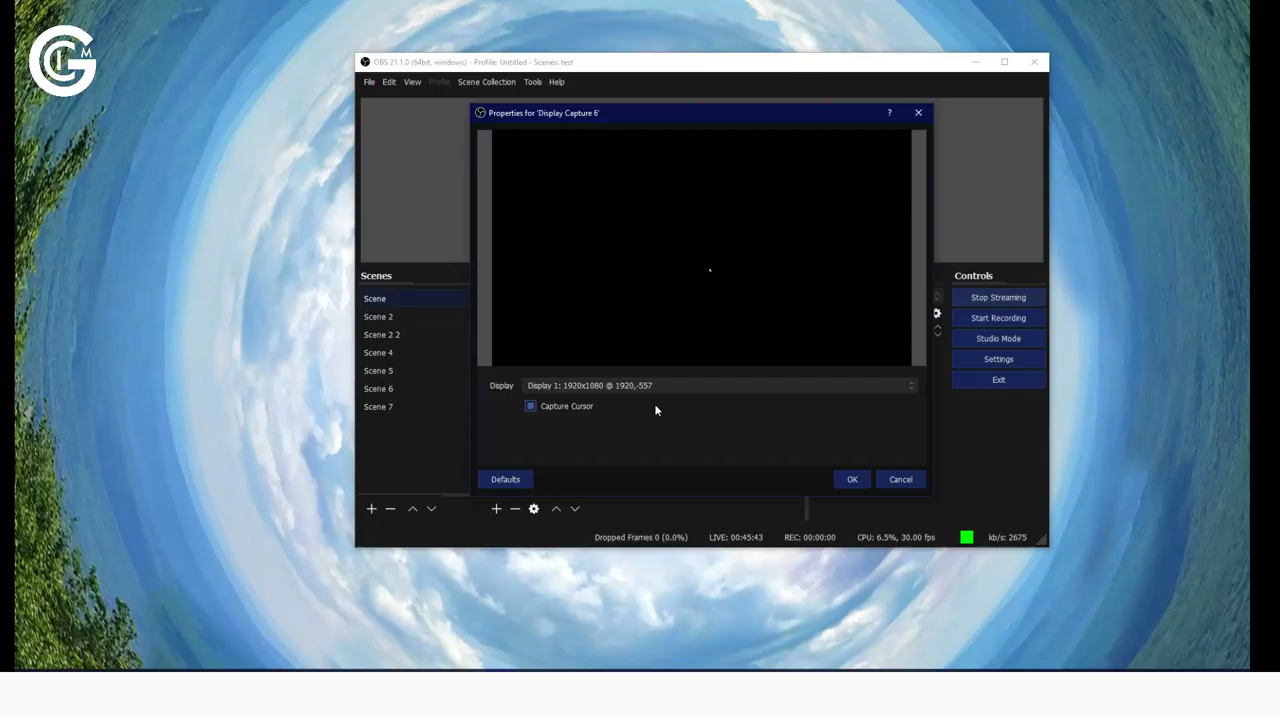 GIM
OBS 21.1.0 (64bit, windows) - Profile: Untitled - Scenes: test
File Edit View Profile Scene Collection Tools Help
Properties for 'Display Capture 6'
?
Display Display 1: 1920x1080 @ 1920,-557
Capture Cursor
Defaults OK Cancel
Scenes
Scene
Scene 2
Scene 2 2
Scene 4
Scene 5
Scene 6
Scene 7
Controls
Stop Streaming
Start Recording
Studio Mode
Settings
Exit
Dropped Frames 0 (0.0%) LIVE: 00:45:43 REC: 00:00:00 CPU: 6.5%, 30.00 fps kb/s: 2675